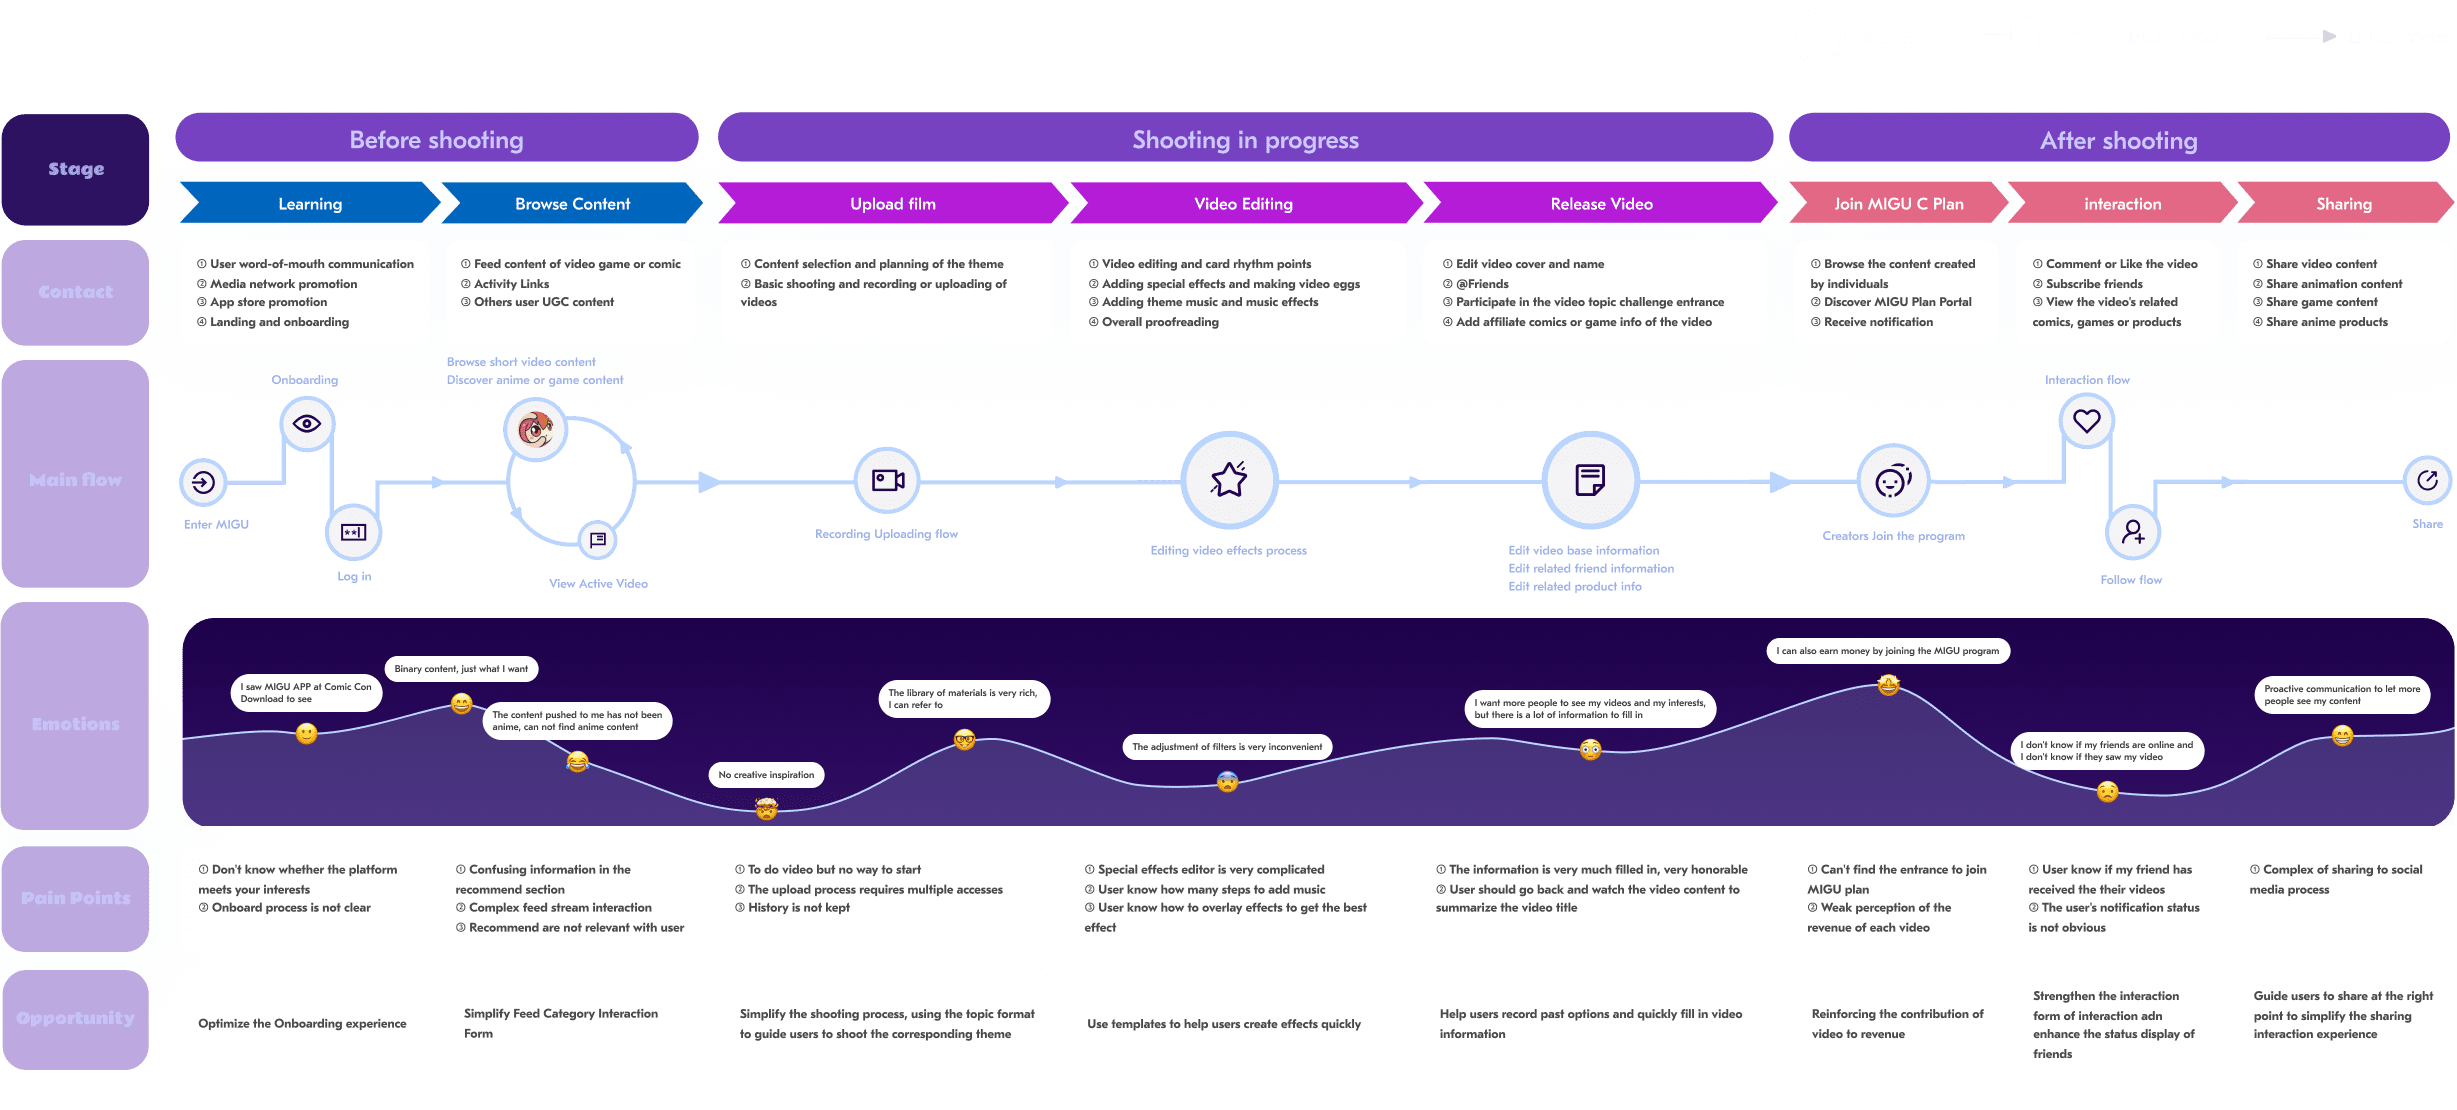 Stage
Before shooting
Shooting in progress
After shooting
Learning
Browse Content
Upload film
Video Editing
Release Video
Join MIGU C Plan
interaction
Sharing
Contact
① User word-of-mouth communication
② Media network promotion
③ App store promotion
④ Landing and onboarding
① Feed content of video game or comic
② Activity Links
③ Others user UGC content
① Content selection and planning of the theme
② Basic shooting and recording or uploading of
videos
① Video editing and card rhythm points
② Adding special effects and making video eggs
③ Adding theme music and music effects
④ Overall proofreading
① Edit video cover and name
② @Friends
③ Participate in the video topic challenge entrance
④ Add affiliate comics or game info of the video
① Browse the content created
by individuals
② Discover MIGU Plan Portal
③ Receive notification
① Comment or Like the video
② Subscribe friends
③ View the video's related
comics, games or products
① Share video content
② Share animation content
③ Share game content
④ Share anime products
Main flow
Enter MIGU
Onboarding
Log in
Browse short video content
Discover anime or game content
View Active Video
Recording Uploading flow
Editing video effects process
Edit video base information
Edit related friend information
Edit related product info
Creators Join the program
Interaction flow
Follow flow
Share
Emotions
I saw MIGU APP at Comic Con
Download to see
Binary content, just what I want
The content pushed to me has not been
anime, can not find anime content
No creative inspiration
The library of materials is very rich,
I can refer to
The adjustment of filters is very inconvenient
I want more people to see my videos and my interests,
but there is a lot of information to fill in
I can also earn money by joining the MIGU program
I don't know if my friends are online and
I don't know if they saw my video
Proactive communication to let more
people see my content
Pain Points
① Don't know whether the platform
meets your interests
② Onboard process is not clear
① Confusing information in the
recommend section
② Complex feed stream interaction
③ Recommend are not relevant with user
① To do video but no way to start
② The upload process requires multiple accesses
③ History is not kept
① Special effects editor is very complicated
② User know how many steps to add music
③ User know how to overlay effects to get the best
effect
① The information is very much filled in, very honorable
② User should go back and watch the video content to
summarize the video title
① Can't find the entrance to join
MIGU plan
② Weak perception of the
revenue of each video
① User know if my friend has
received the their videos
② The user's notification status
is not obvious
① Complex of sharing to social
media process
Opportunity
Optimize the Onboarding experience
Simplify Feed Category Interaction
Form
Simplify the shooting process, using the topic format
to guide users to shoot the corresponding theme
Use templates to help users create effects quickly
Help users record past options and quickly fill in video
information
Reinforcing the contribution of
video to revenue
Strengthen the interaction
form of interaction adn
enhance the status display of
friends
Guide users to share at the right
point to simplify the sharing
interaction experience